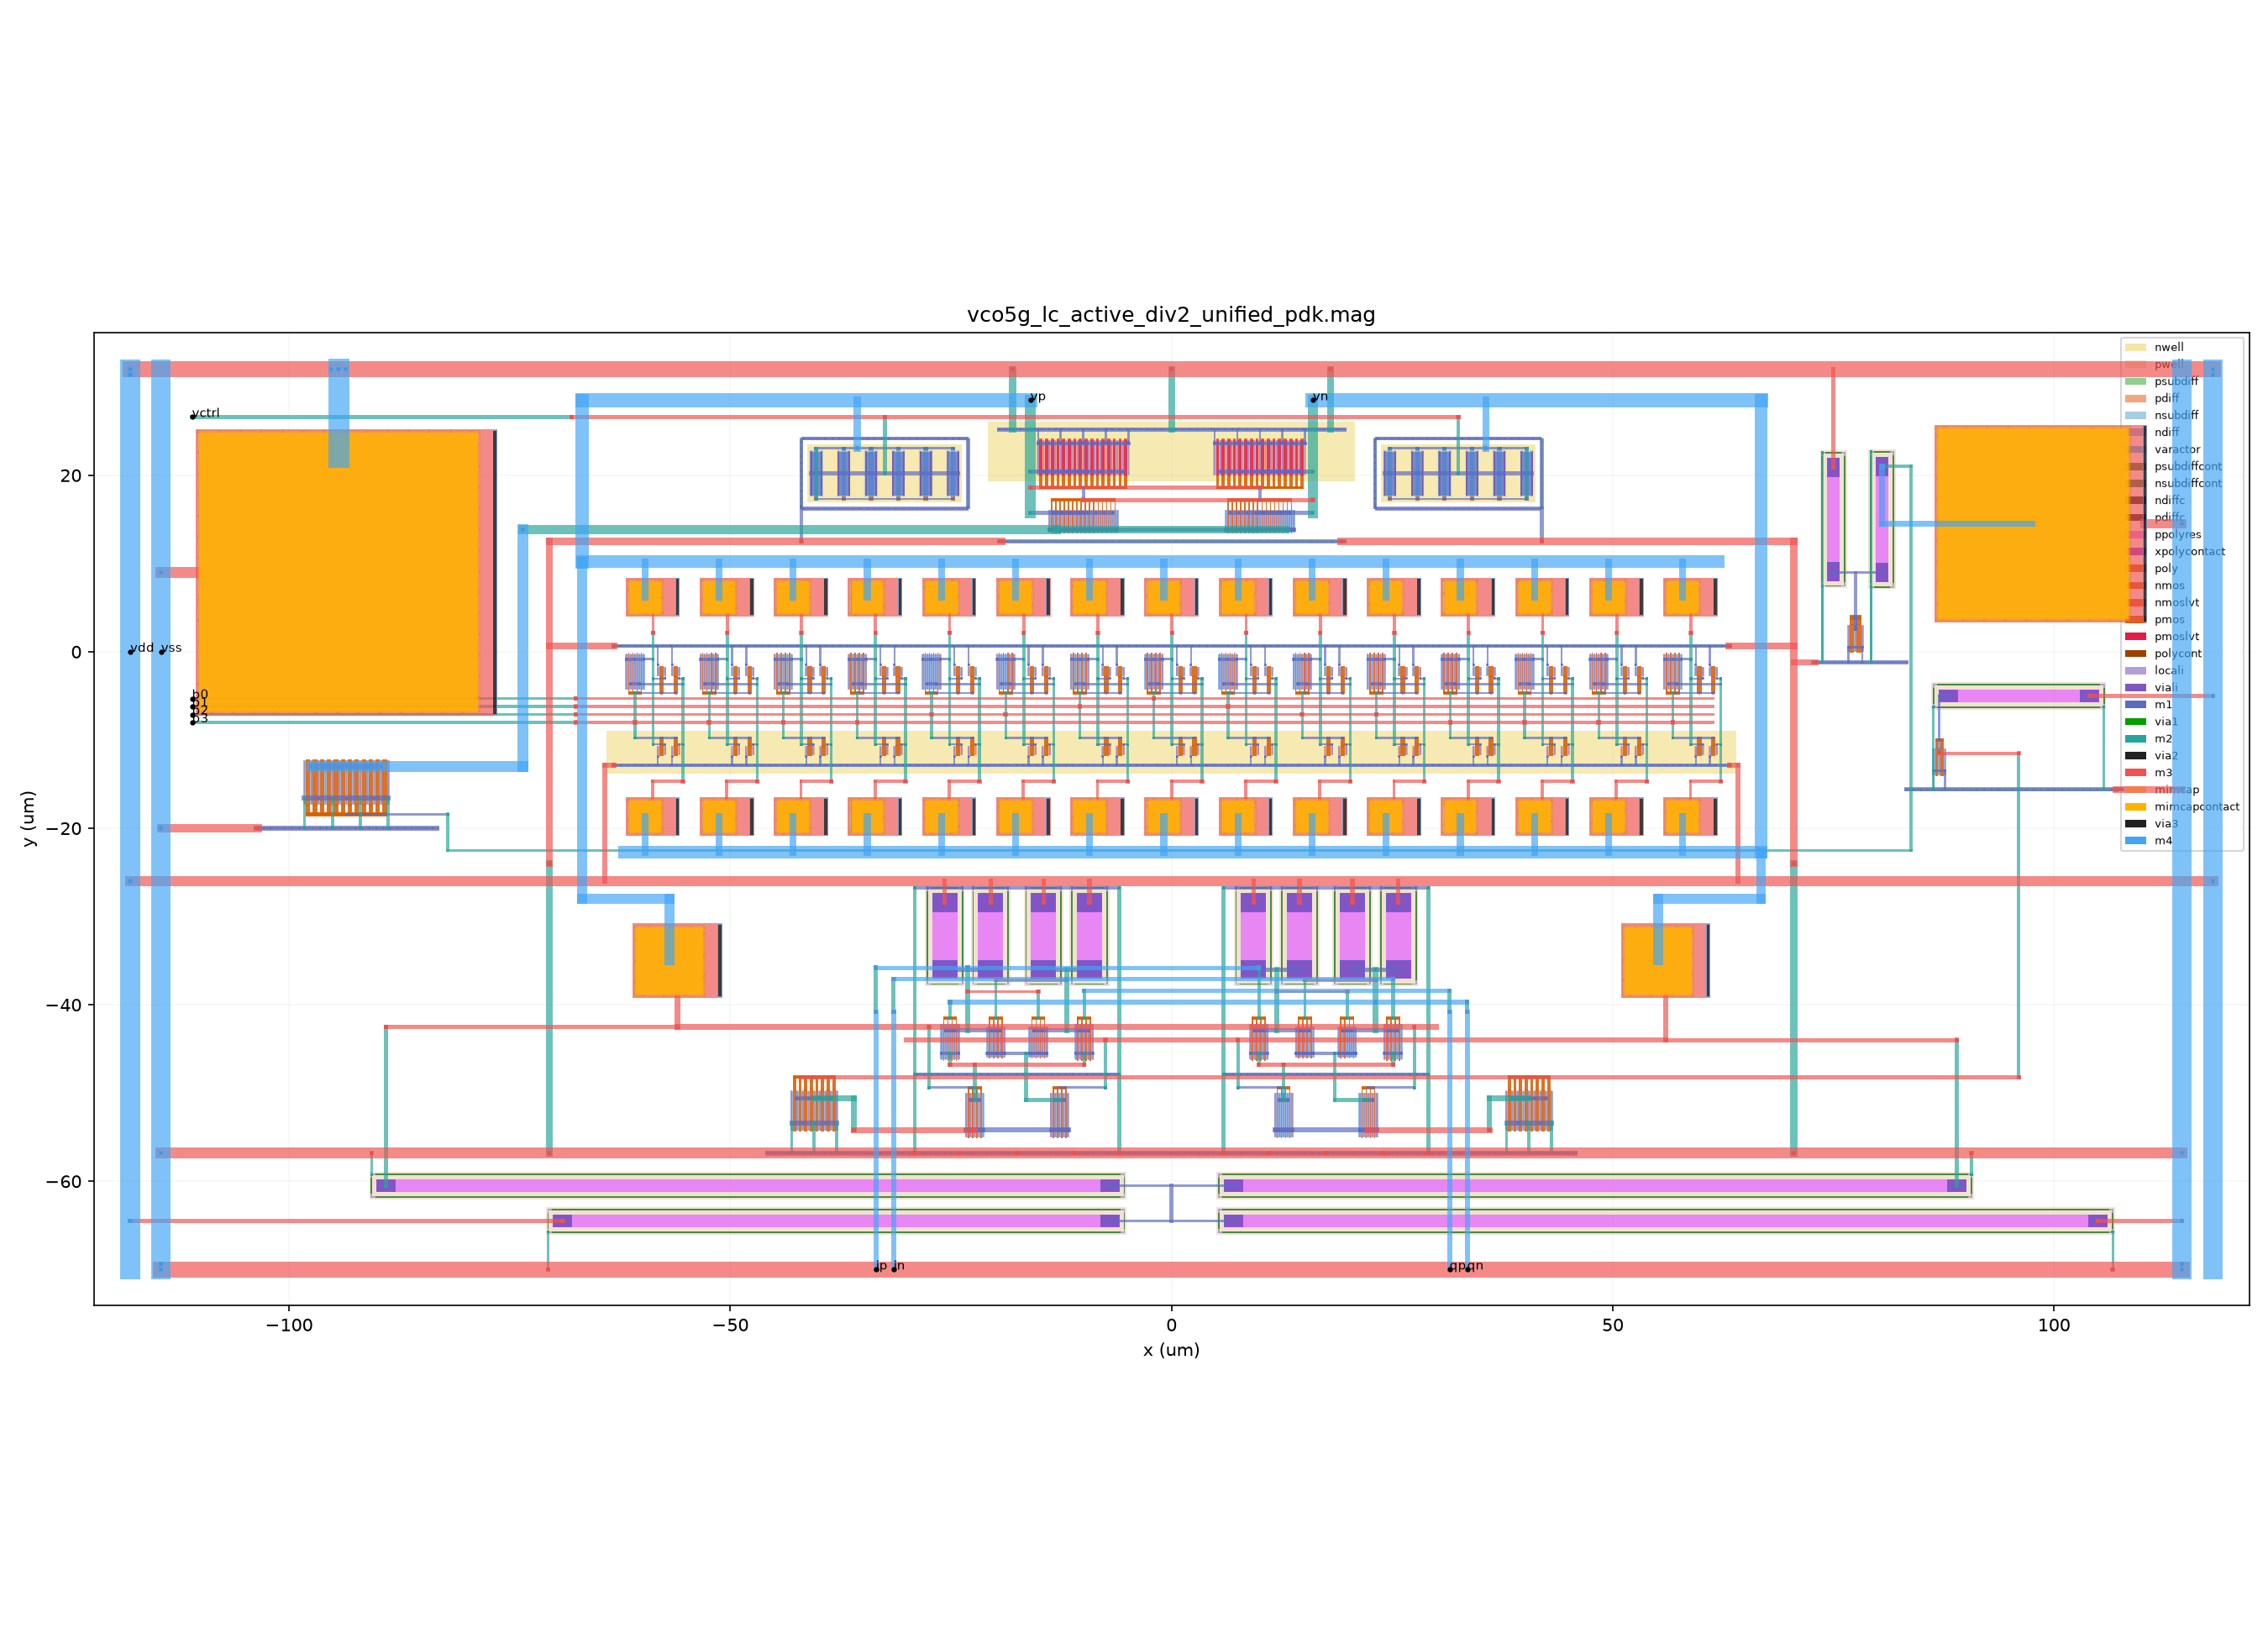 vco5g_lc_active_div2_unified_pdk.mag
nwell
pwell
psubdiff
pdiff
nsubdiff
ndiff
varactor
psubdiffcont
nsubdiffcont
ndiffc
pdiffc
ppolyres
xpolycontact
poly
nmos
nmoslvt
pmos
pmoslvt
polycont
locali
viali
m1
via1
m2
via2
m3
mimcap
mimcapcontact
via3
m4
vp
vn
vctrl
vdd
vss
b0
b1
b2
b3
ip
in
qp
qn
20
0
−20
−40
−60
y (um)
−100
−50
0
50
100
x (um)